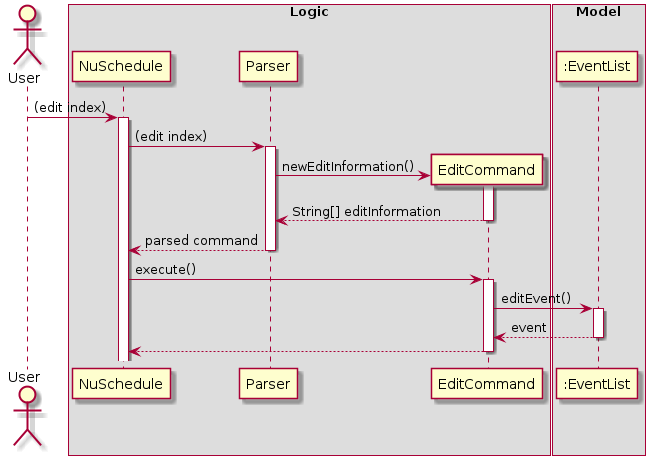 Logic
Model
User
NuSchedule
Parser
:EventList
(edit index)
(edit index)
newEditInformation()
EditCommand
String[] editInformation
parsed command
execute()
editEvent()
event
User
NuSchedule
Parser
EditCommand
:EventList